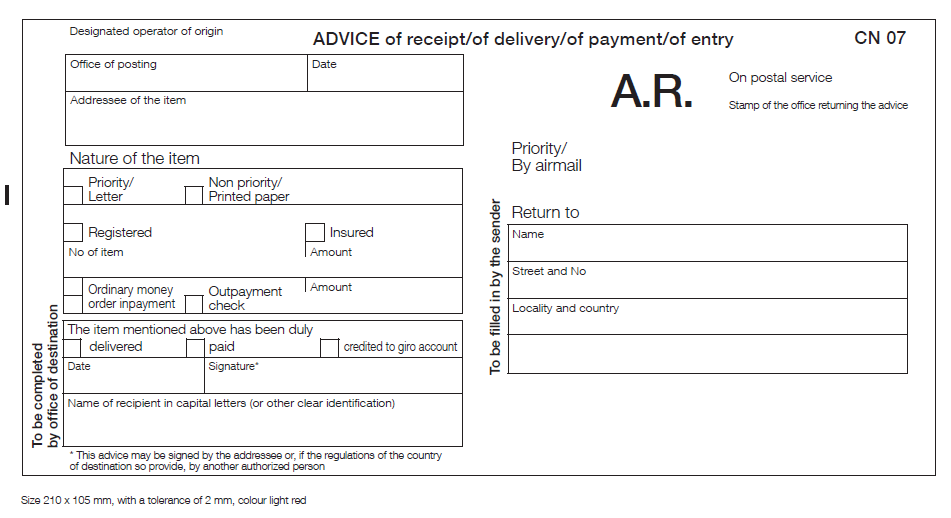 Designated operator of origin
ADVICE of receipt/of delivery/of payment/of entry
CN 07
Office of posting
Date
Addressee of the item
A.R.
On postal service
Stamp of the office returning the advice
Nature of the item
Priority/
Letter
Non priority/
Printed paper
Registered
Insured
No of item
Amount
Ordinary money
order inpayment
Outpayment
check
Amount
To be completed
by office of destination
The item mentioned above has been duly
delivered
paid
credited to giro account
Date
Signature*
Name of recipient in capital letters (or other clear identification)
* This advice may be signed by the addressee or, if the regulations of the country
of destination so provide, by another authorized person
Priority/
By airmail
To be filled in by the sender
Return to
Name
Street and No
Locality and country
Size 210 x 105 mm, with a tolerance of 2 mm, colour light red